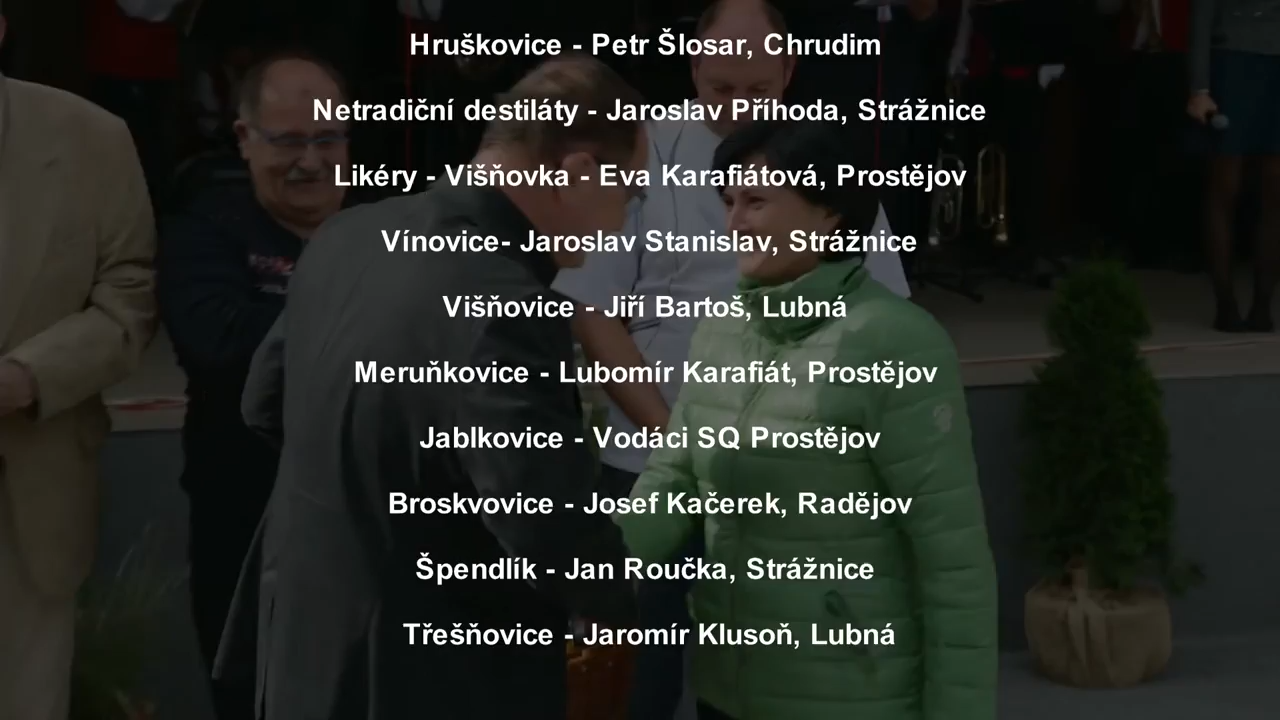 Hruškovice - Petr Šlosar, Chrudim
Netradiční destiláty - Jaroslav Příhoda, Strážnice
Likéry - Višňovka - Eva Karafiátová, Prostějov
Vínovice- Jaroslav Stanislav, Strážnice
Višňovice - Jiří Bartoš, Lubná
Meruňkovice - Lubomír Karafiát, Prostějov
Jablkovice - Vodáci SQ Prostějov
Broskvovice - Josef Kačerek, Radějov
Špendlík - Jan Roučka, Strážnice
Třešňovice - Jaromír Klusoň, Lubná